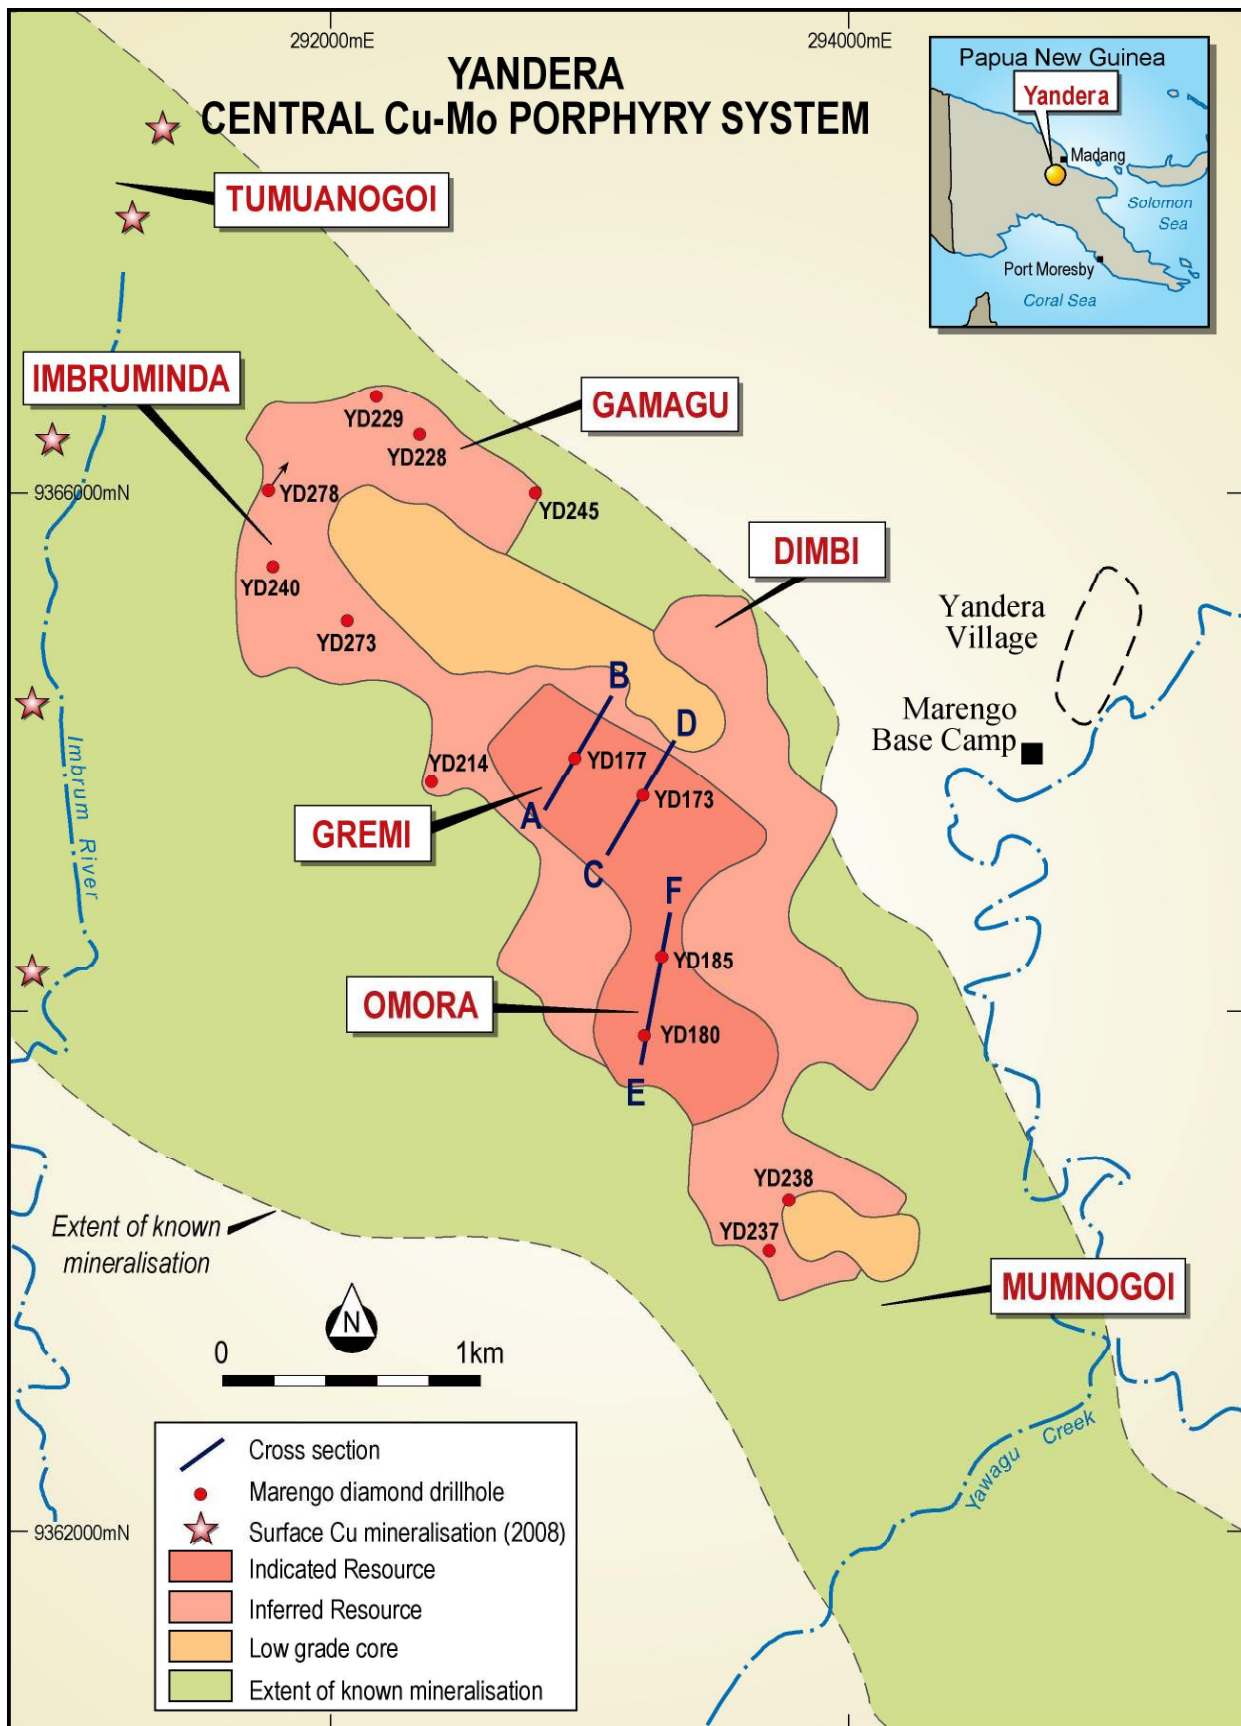 292000mE
294000mE
YANDERA
CENTRAL Cu-Mo PORPHYRY SYSTEM
Papua New Guinea
Yandera
Madang
Solomon
Sea
Port Moresby
Coral Sea
TUMUANOGOI
IMBRUMINDA
GAMAGU
YD229
YD228
9366000mN
YD278
YD245
DIMBI
YD240
YD273
Yandera
Village
B
D
Marengo
Base Camp
YD214
YD177
YD173
Imbrum River
A
GREMI
C
F
YD185
OMORA
YD180
E
YD238
YD237
Extent of known
mineralisation
MUMNOGOI
N
0 1km
Yawagu Creek
9362000mN
Cross section
Marengo diamond drillhole
Surface Cu mineralisation (2008)
Indicated Resource
Inferred Resource
Low grade core
Extent of known mineralisation